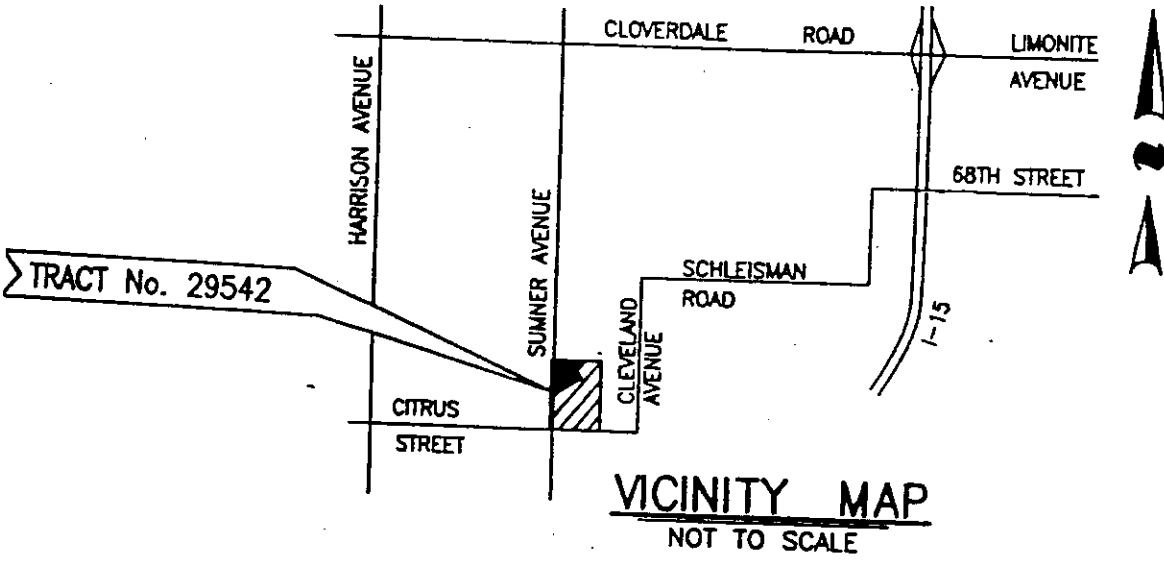 CLOVERDALE ROAD
LIMONITE
AVENUE
HARRISON AVENUE
68TH STREET
SUMNER AVENUE
TRACT No. 29542
SCHLEISMAN
ROAD
CLEVELAND
AVENUE
I-15
CITRUS
STREET
VICINITY MAP
NOT TO SCALE